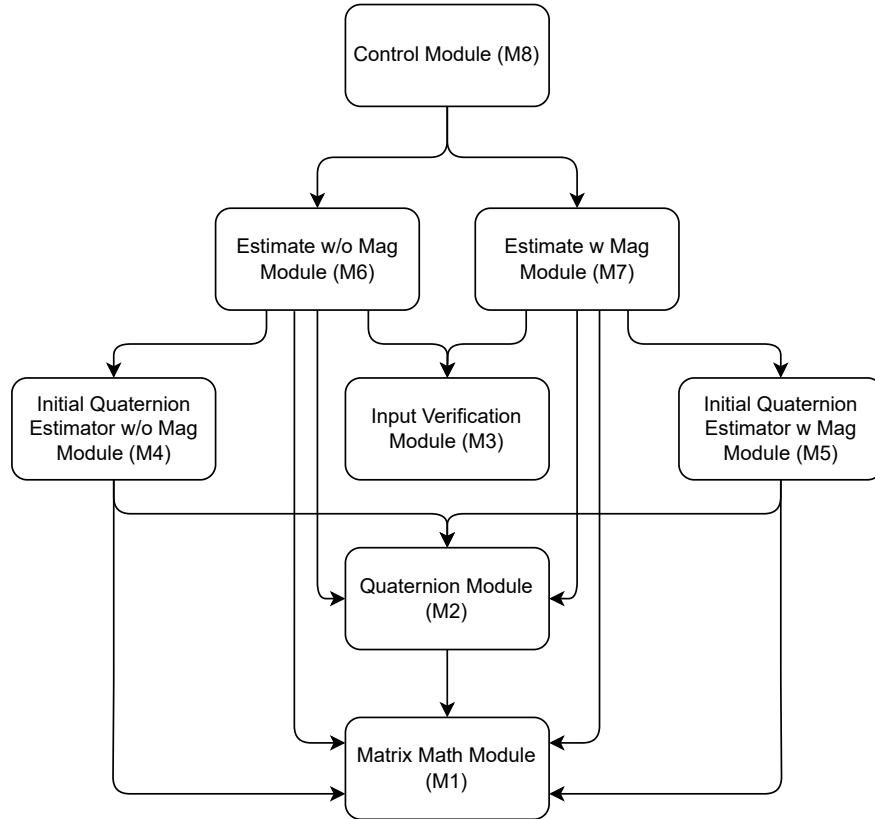 Control Module (M8)
Estimate w/o Mag
Module (M6)
Estimate w Mag
Module (M7)
Initial Quaternion
Estimator w/o Mag
Module (M4)
Input Verification
Module (M3)
Initial Quaternion
Estimator w Mag
Module (M5)
Quaternion Module
(M2)
Matrix Math Module
(M1)